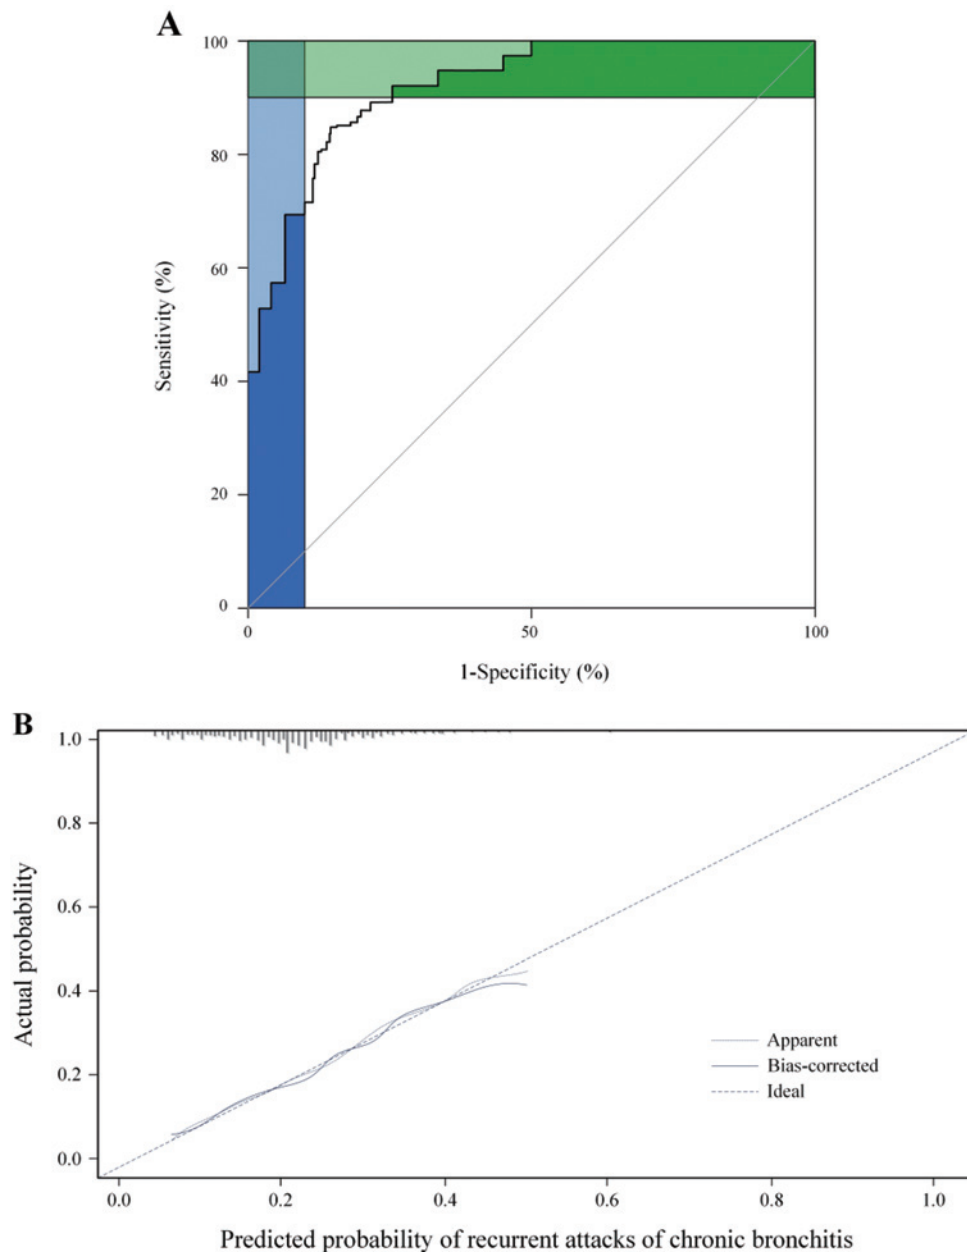 A
100
80
60
40
20
0
Sensitivity (%)
0 50 100
1-Specificity (%)
B
1.0
0.8
0.6
0.4
0.2
0.0
Actual probability
Apparent
Bias-corrected
Ideal
0.0 0.2 0.4 0.6 0.8 1.0
Predicted probability of recurrent attacks of chronic bronchitis